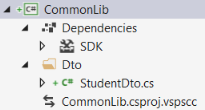 CommonLib
Dependencies
SDK
Dto
StudentDto.cs
CommonLib.csproj.vspscc